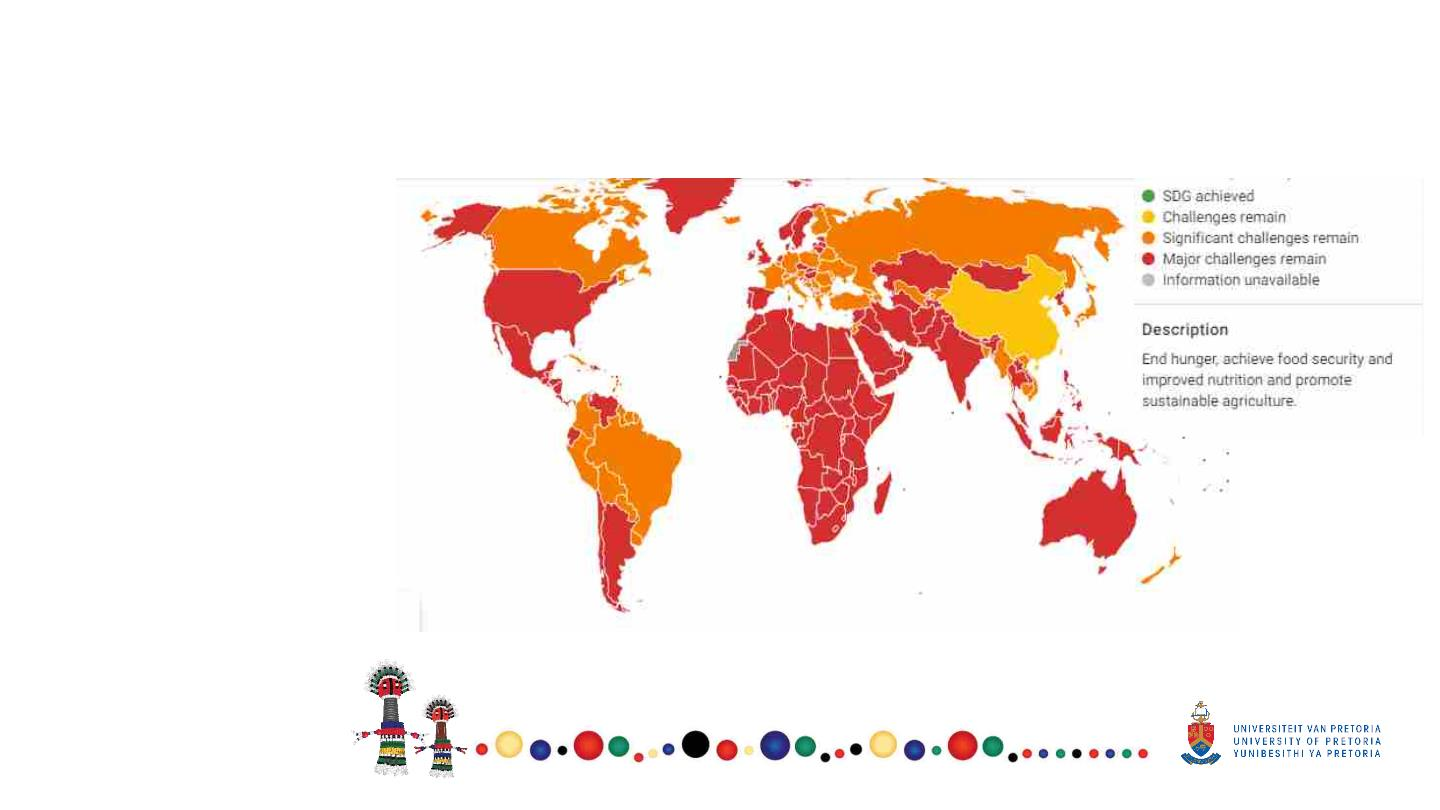 SDG achieved
Challenges remain
Significant challenges remain
Major challenges remain
Information unavailable
Description
End hunger, achieve food security and
improved nutrition and promote
sustainable agriculture.
UNIVERSITEIT VAN PRETORIA
UNIVERSITY OF PRETORIA
YUNIBESITHI YA PRETORIA